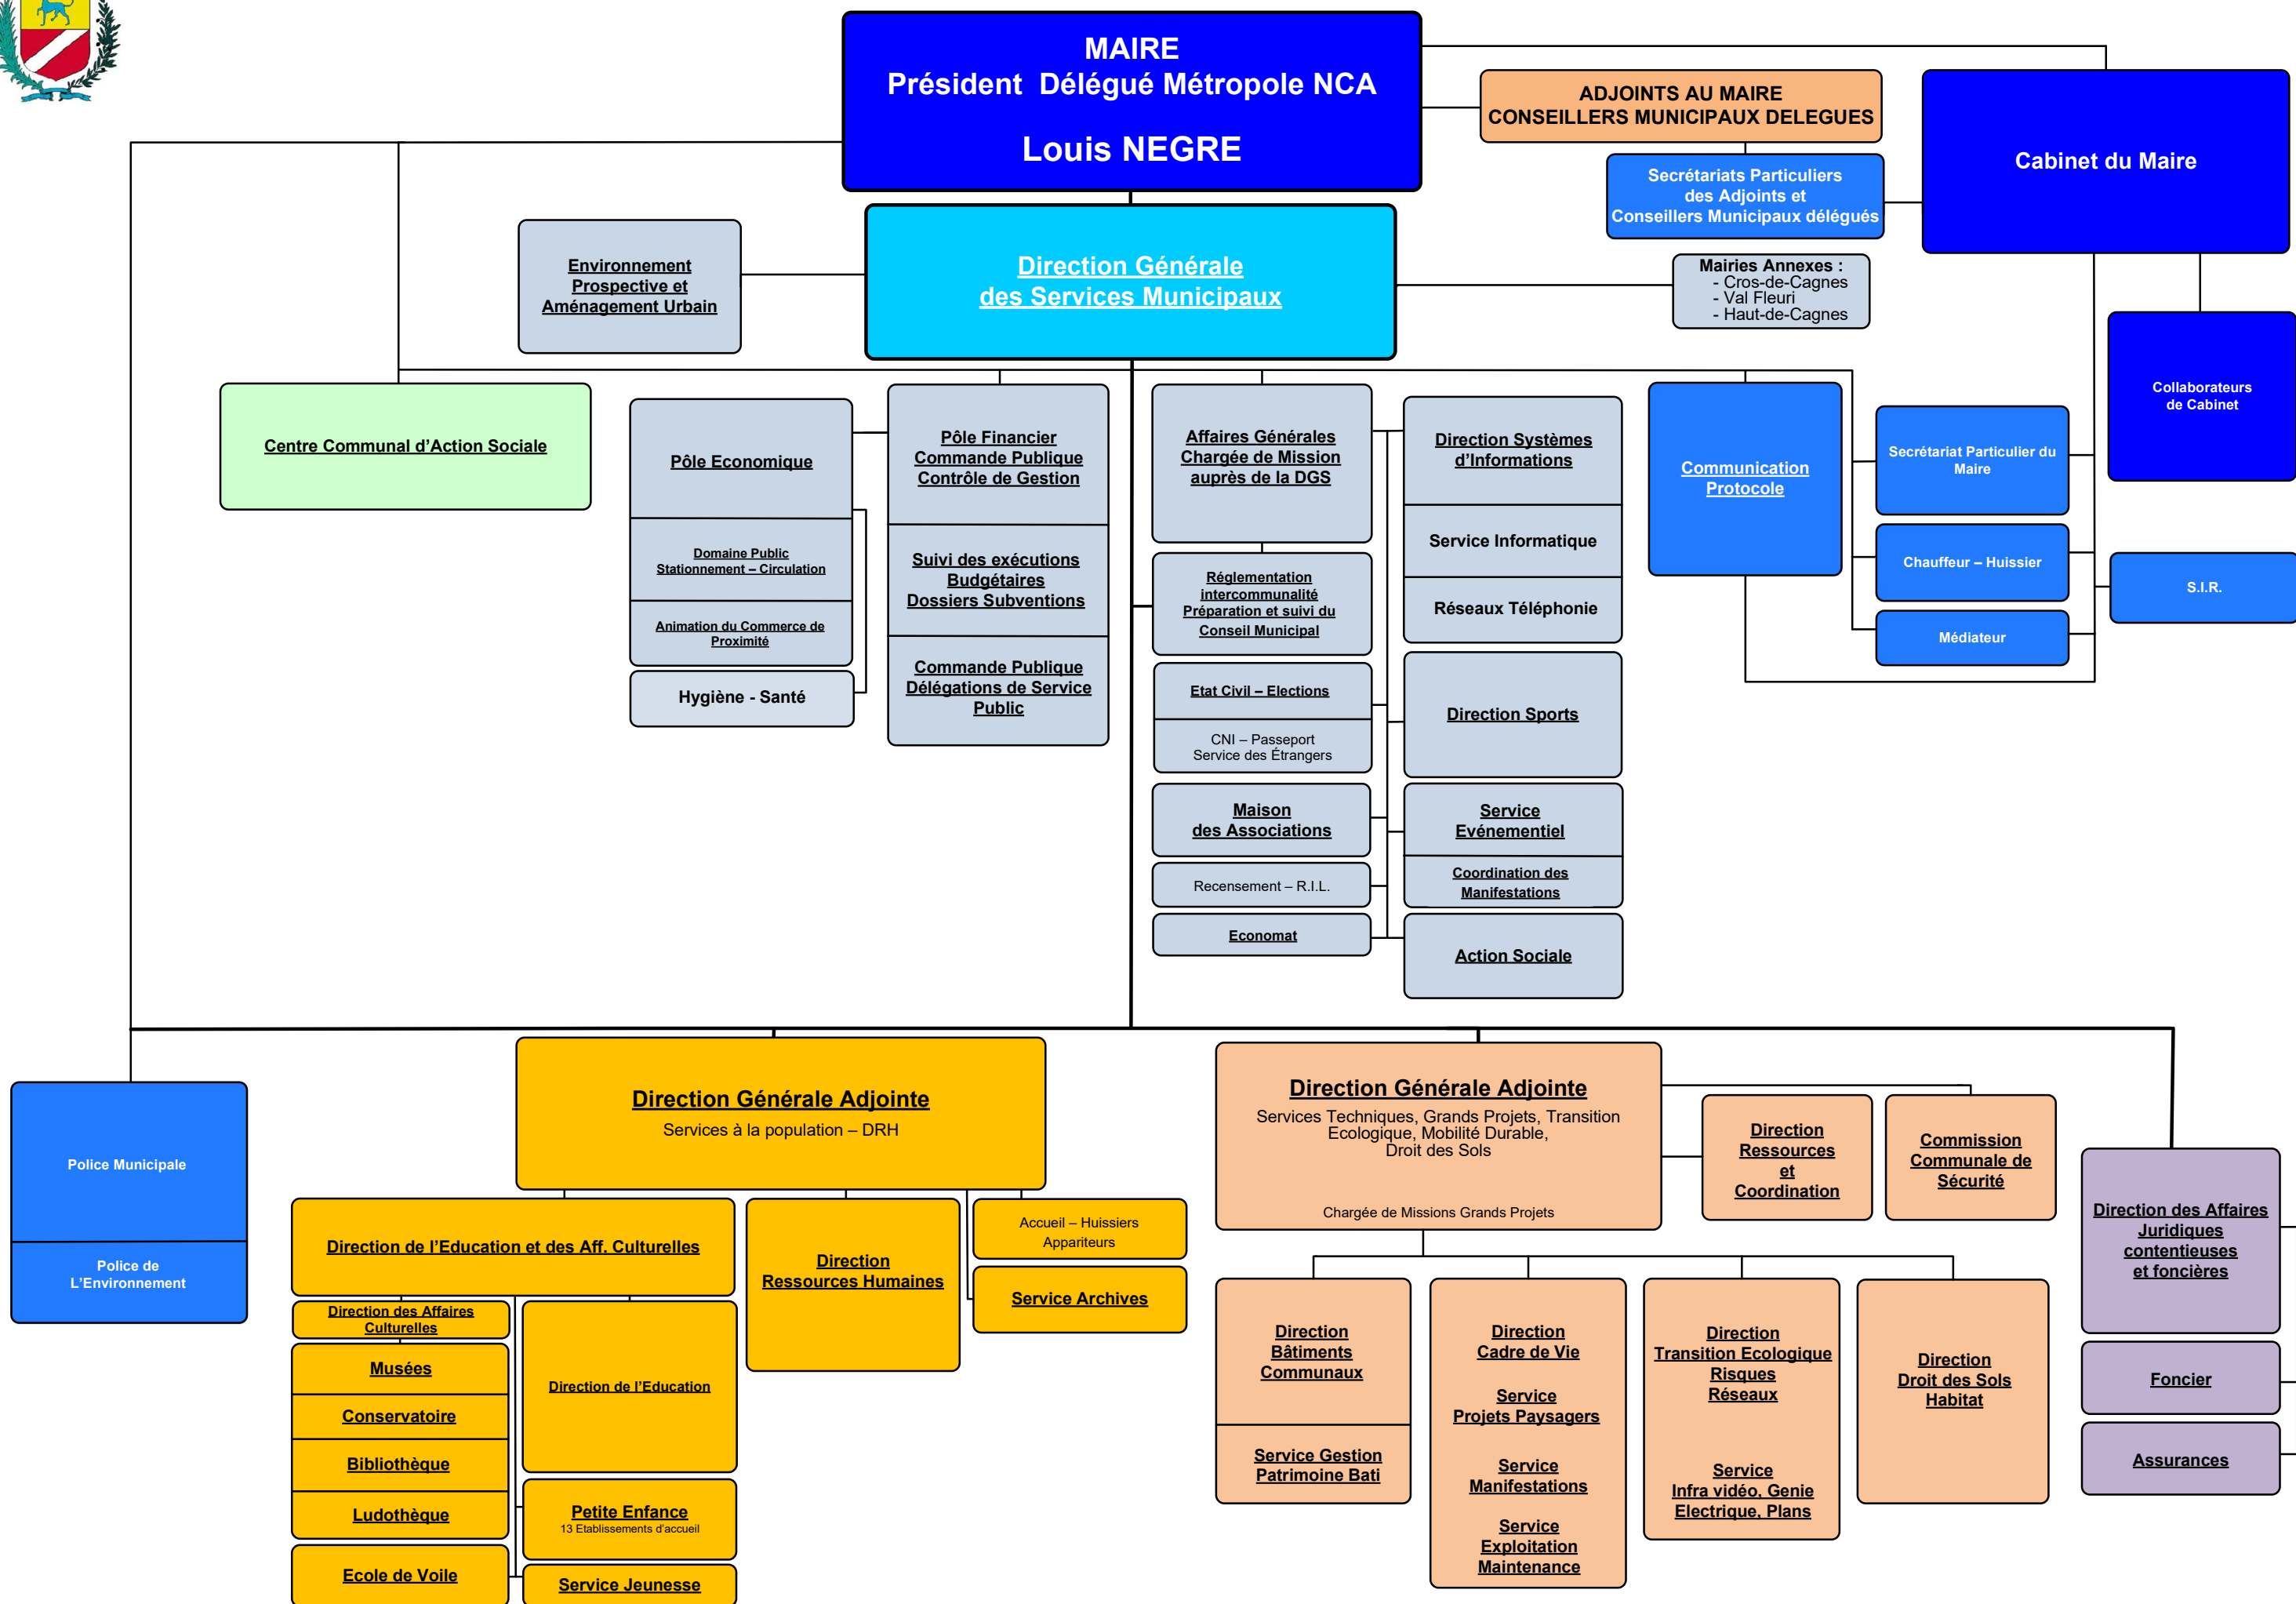 MAIRE
Président Délégué Métropole NCA
Louis NEGRE
ADJOINTS AU MAIRE
CONSEILLERS MUNICIPAUX DELEGUES
Cabinet du Maire
Secrétariats Particuliers
des Adjoints et
Conseillers Municipaux délégués
Environnement
Prospective et
Aménagement Urbain
Direction Générale
des Services Municipaux
Mairies Annexes :
- Cros-de-Cagnes
- Val Fleuri
- Haut-de-Cagnes
Collaborateurs
de Cabinet
Centre Communal d'Action Sociale
Pôle Economique
Domaine Public
Stationnement – Circulation
Animation du Commerce de
Proximité
Hygiène - Santé
Pôle Financier
Commande Publique
Contrôle de Gestion
Suivi des exécutions
Budgétaires
Dossiers Subventions
Commande Publique
Délégations de Service
Public
Affaires Générales
Chargée de Mission
auprès de la DGS
Réglementation
intercommunalité
Préparation et suivi du
Conseil Municipal
Etat Civil – Elections
CNI – Passeport
Service des Étrangers
Maison
des Associations
Recensement – R.I.L.
Economat
Direction Systèmes
d'Informations
Service Informatique
Réseaux Téléphonie
Direction Sports
Service
Evénementiel
Coordination des
Manifestations
Action Sociale
Communication
Protocole
Secrétariat Particulier du
Maire
Chauffeur – Huissier
Médiateur
S.I.R.
Police Municipale
Police de
L'Environnement
Direction Générale Adjointe
Services à la population – DRH
Direction de l'Education et des Aff. Culturelles
Direction des Affaires
Culturelles
Musées
Conservatoire
Bibliothèque
Ludothèque
Ecole de Voile
Direction de l'Education
Petite Enfance
13 Etablissements d'accueil
Service Jeunesse
Direction
Ressources Humaines
Accueil – Huissiers
Appariteurs
Service Archives
Direction Générale Adjointe
Services Techniques, Grands Projets, Transition
Ecologique, Mobilité Durable,
Droit des Sols
Chargée de Missions Grands Projets
Direction
Ressources
et
Coordination
Commission
Communale de
Sécurité
Direction
Bâtiments
Communaux
Service Gestion
Patrimoine Bati
Direction
Cadre de Vie
Service
Projets Paysagers
Service
Manifestations
Service
Exploitation
Maintenance
Direction
Transition Ecologique
Risques
Réseaux
Service
Infra vidéo, Genie
Electrique, Plans
Direction
Droit des Sols
Habitat
Direction des Affaires
Juridiques
contentieuses
et foncières
Foncier
Assurances